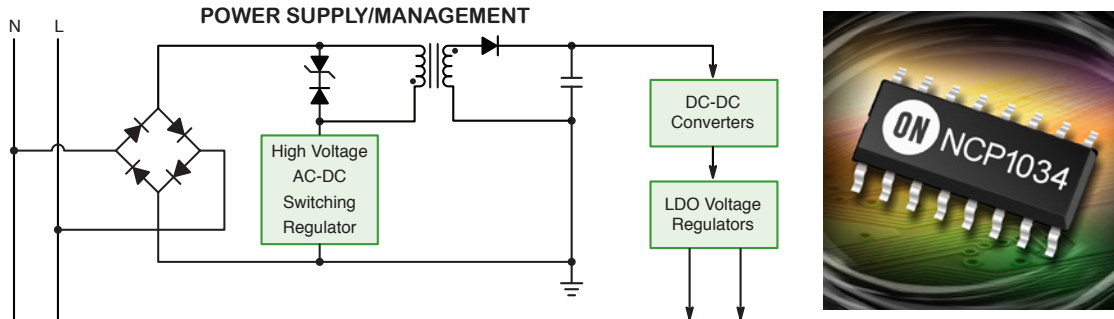 POWER SUPPLY/MANAGEMENT
N L
High Voltage
AC-DC
Switching
Regulator
DC-DC
Converters
LDO Voltage
Regulators
ON NCP1034